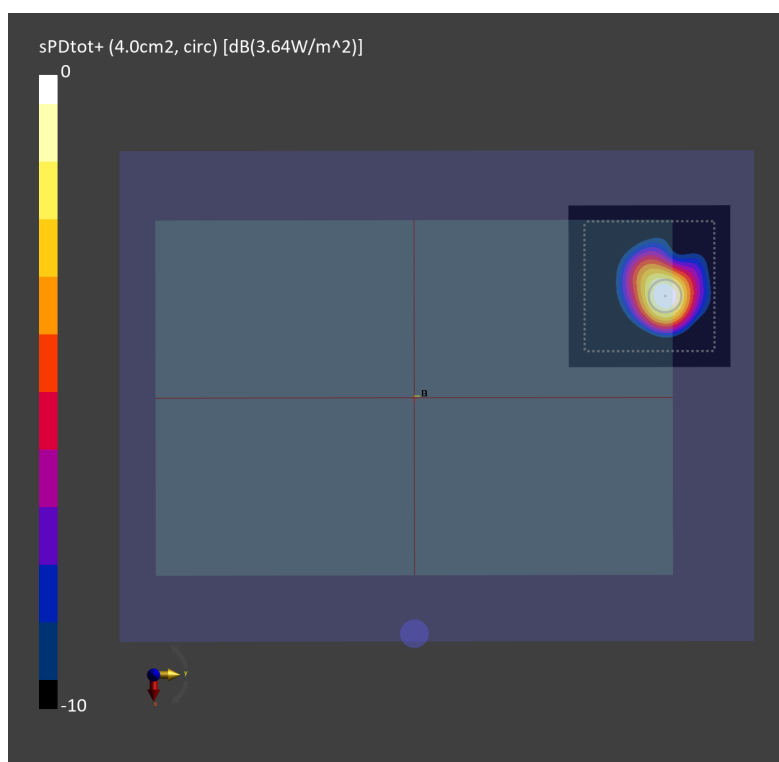 sPDtot+ (4.0cm2, circ) [dB(3.64W/m^2)]
0
B
y
x
-10